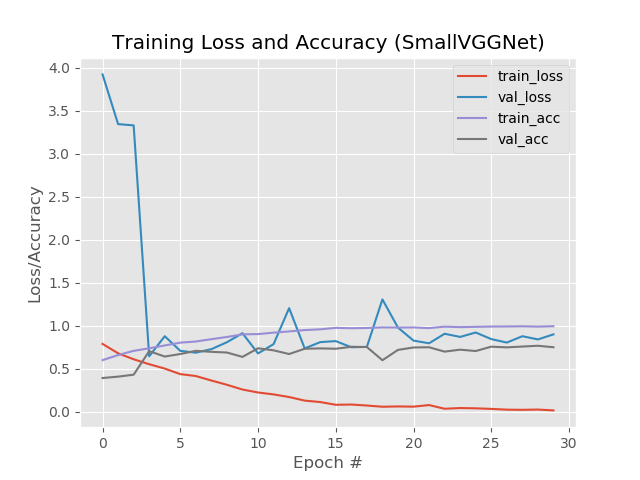 Training Loss and Accuracy (SmallVGGNet)
train_loss
val_loss
train_acc
val_acc
Loss/Accuracy
4.0
3.5
3.0
2.5
2.0
1.5
1.0
0.5
0.0
0 5 10 15 20 25 30
Epoch #